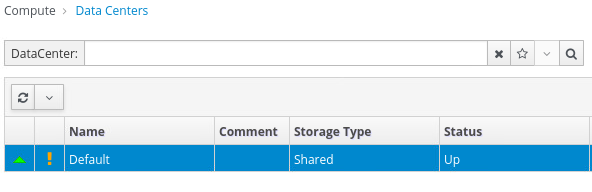 Compute > Data Centers
DataCenter:
Name Comment Storage Type Status
Default Shared Up